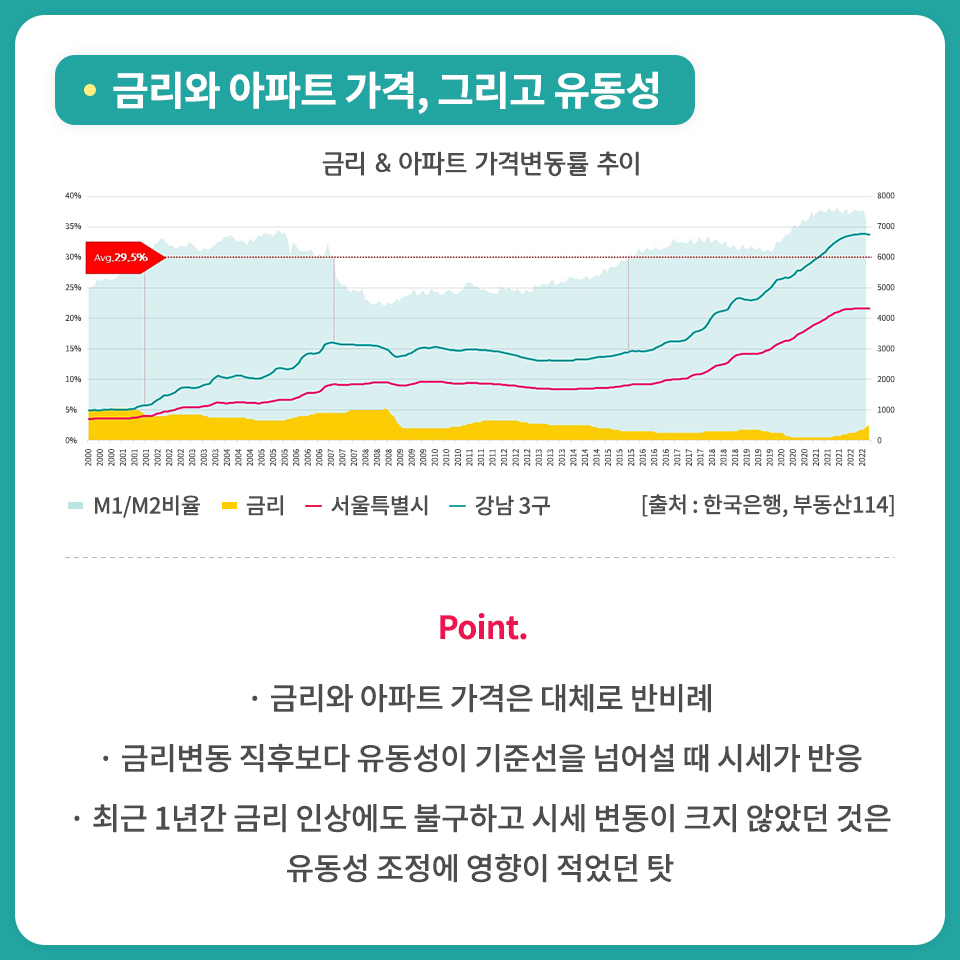 • 금리와 아파트 가격, 그리고 유동성
금리 & 아파트 가격변동률 추이
40%
35%
30%
25%
20%
15%
10%
5%
0%
Avg.29.5%
8000
7000
6000
5000
4000
3000
2000
1000
0
2000 2000 2000 2001 2001 2001 2002 2002 2002 2003 2003 2003 2004 2004 2004 2005 2005 2005 2006 2006 2006 2007 2007 2007 2008 2008 2008 2009 2009 2009 2010 2010 2010 2011 2011 2011 2012 2012 2012 2013 2013 2013 2014 2014 2014 2015 2015 2015 2016 2016 2016 2017 2017 2017 2018 2018 2018 2019 2019 2019 2020 2020 2020 2021 2021 2021 2022 2022
M1/M2비율 금리 서울특별시 강남 3구 [출처 : 한국은행, 부동산114]
Point.
· 금리와 아파트 가격은 대체로 반비례
· 금리변동 직후보다 유동성이 기준선을 넘어설 때 시세가 반응
· 최근 1년간 금리 인상에도 불구하고 시세 변동이 크지 않았던 것은
유동성 조정에 영향이 적었던 탓